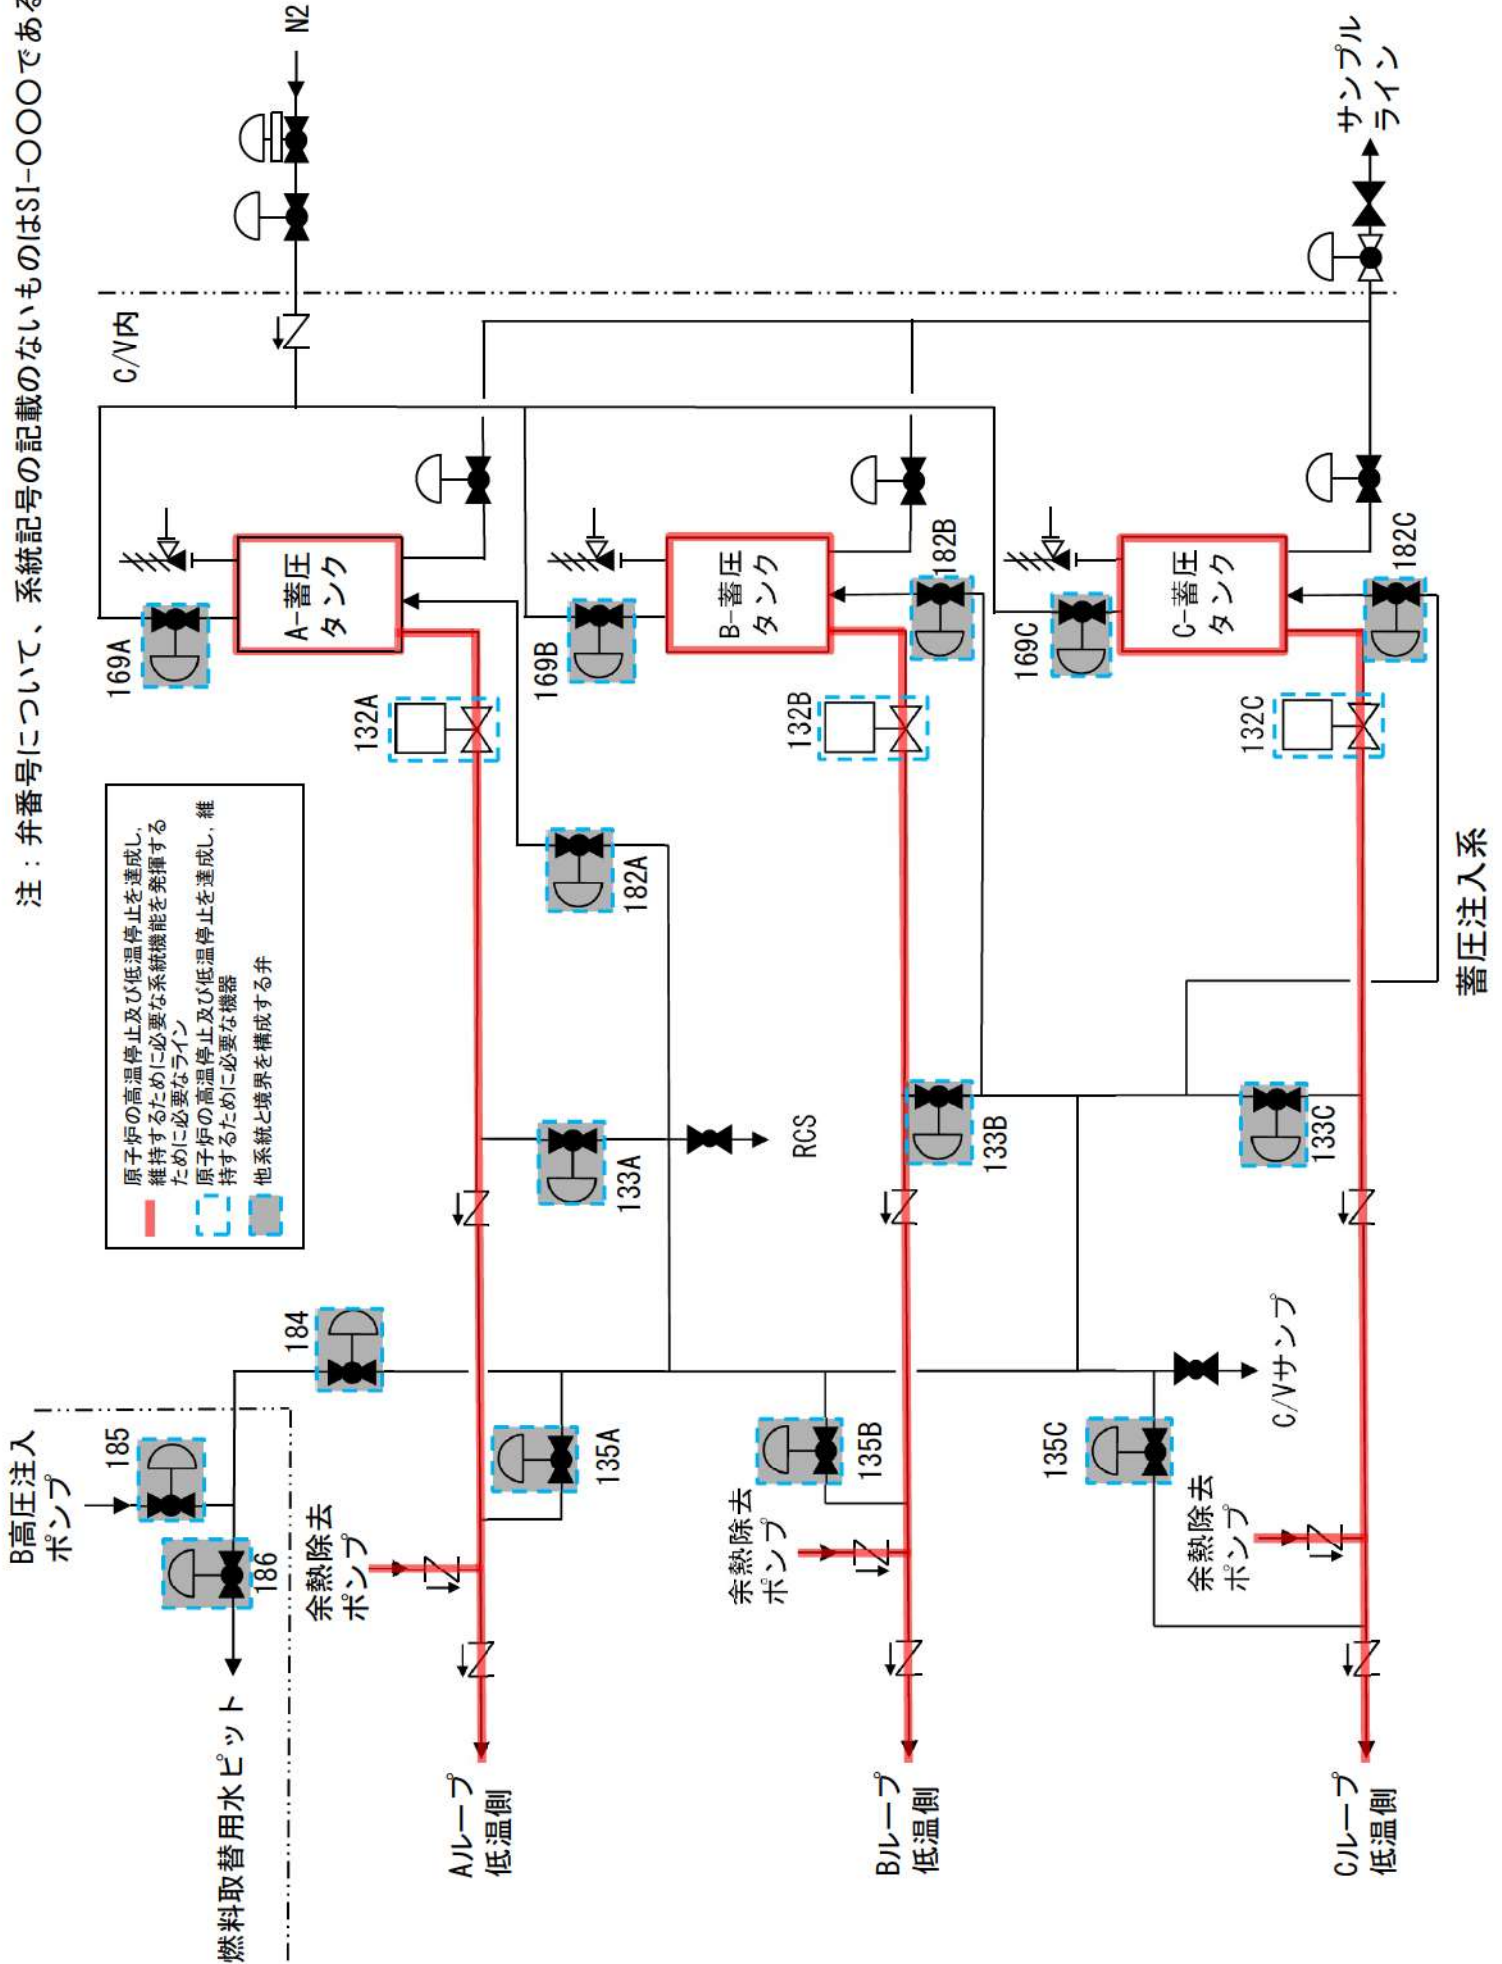 注：弁番号について、系統記号の記載のないものはSI-〇〇〇である
原子炉の高温停止及び低温停止を達成し,
維持するために必要な系統機能を発揮する
ために必要なライン
原子炉の高温停止及び低温停止を達成し, 維
持するために必要な機器
他系統と境界を構成する弁
B高圧注入
ポンプ
185
186
184
燃料取替用水ピット
C/V内
N2
169A
A-蓄圧
タンク
132A
182A
133A
RCS
135A
余熱除去
ポンプ
Aループ
低温側
169B
B-蓄圧
タンク
182B
132B
133B
135B
余熱除去
ポンプ
Bループ
低温側
169C
C-蓄圧
タンク
182C
132C
133C
135C
C/Vサンプ
余熱除去
ポンプ
Cループ
低温側
サンプル
ライン
蓄圧注入系